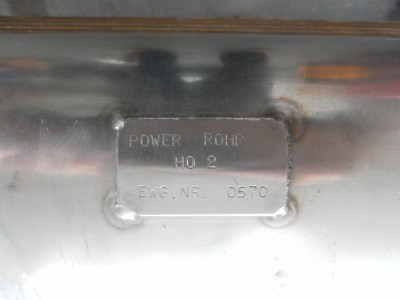 POWER ROHR
HO 2
EWG.NR. 0570